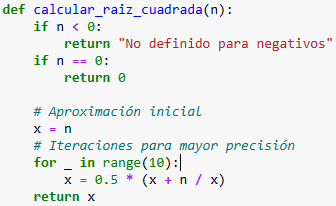 def calcular_raiz_cuadrada(n):
    if n < 0:
        return "No definido para negativos"
    if n == 0:
        return 0

    # Aproximación inicial
    x = n
    # Iteraciones para mayor precisión
    for _ in range(10):
        x = 0.5 * (x + n / x)
    return x